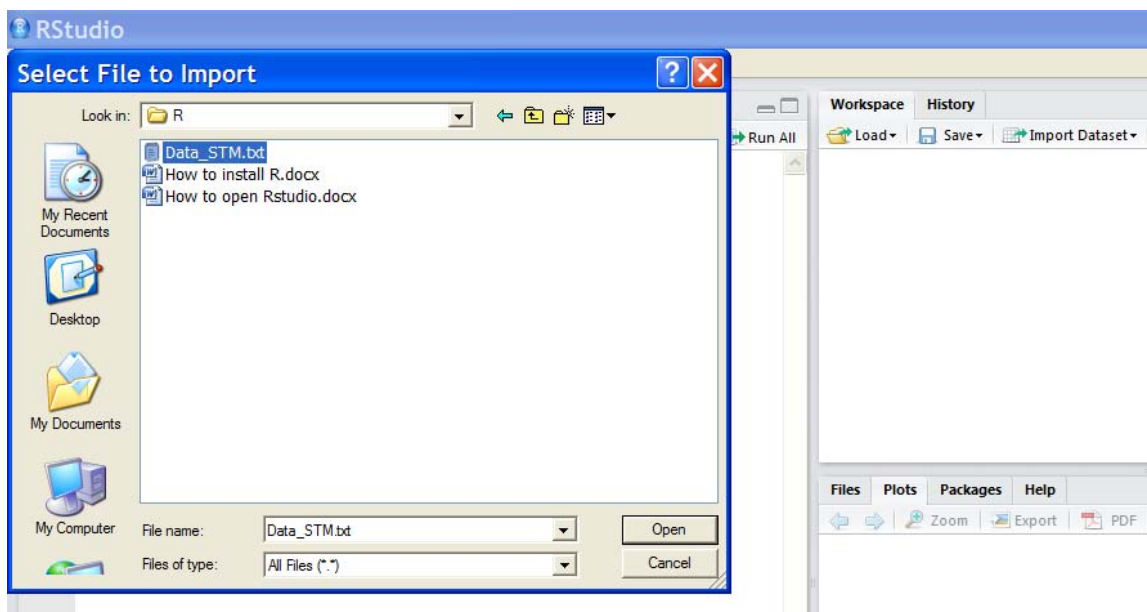 RStudio
Select File to Import
Look in: R
Data_STM.txt
How to install R.docx
How to open Rstudio.docx
My Recent
Documents
Desktop
My Documents
My Computer
File name: Data_STM.txt
Open
Files of type: All Files (*.*)
Cancel
Run All
Workspace History
Load Save Import Dataset
Files Plots Packages Help
Zoom Export PDF